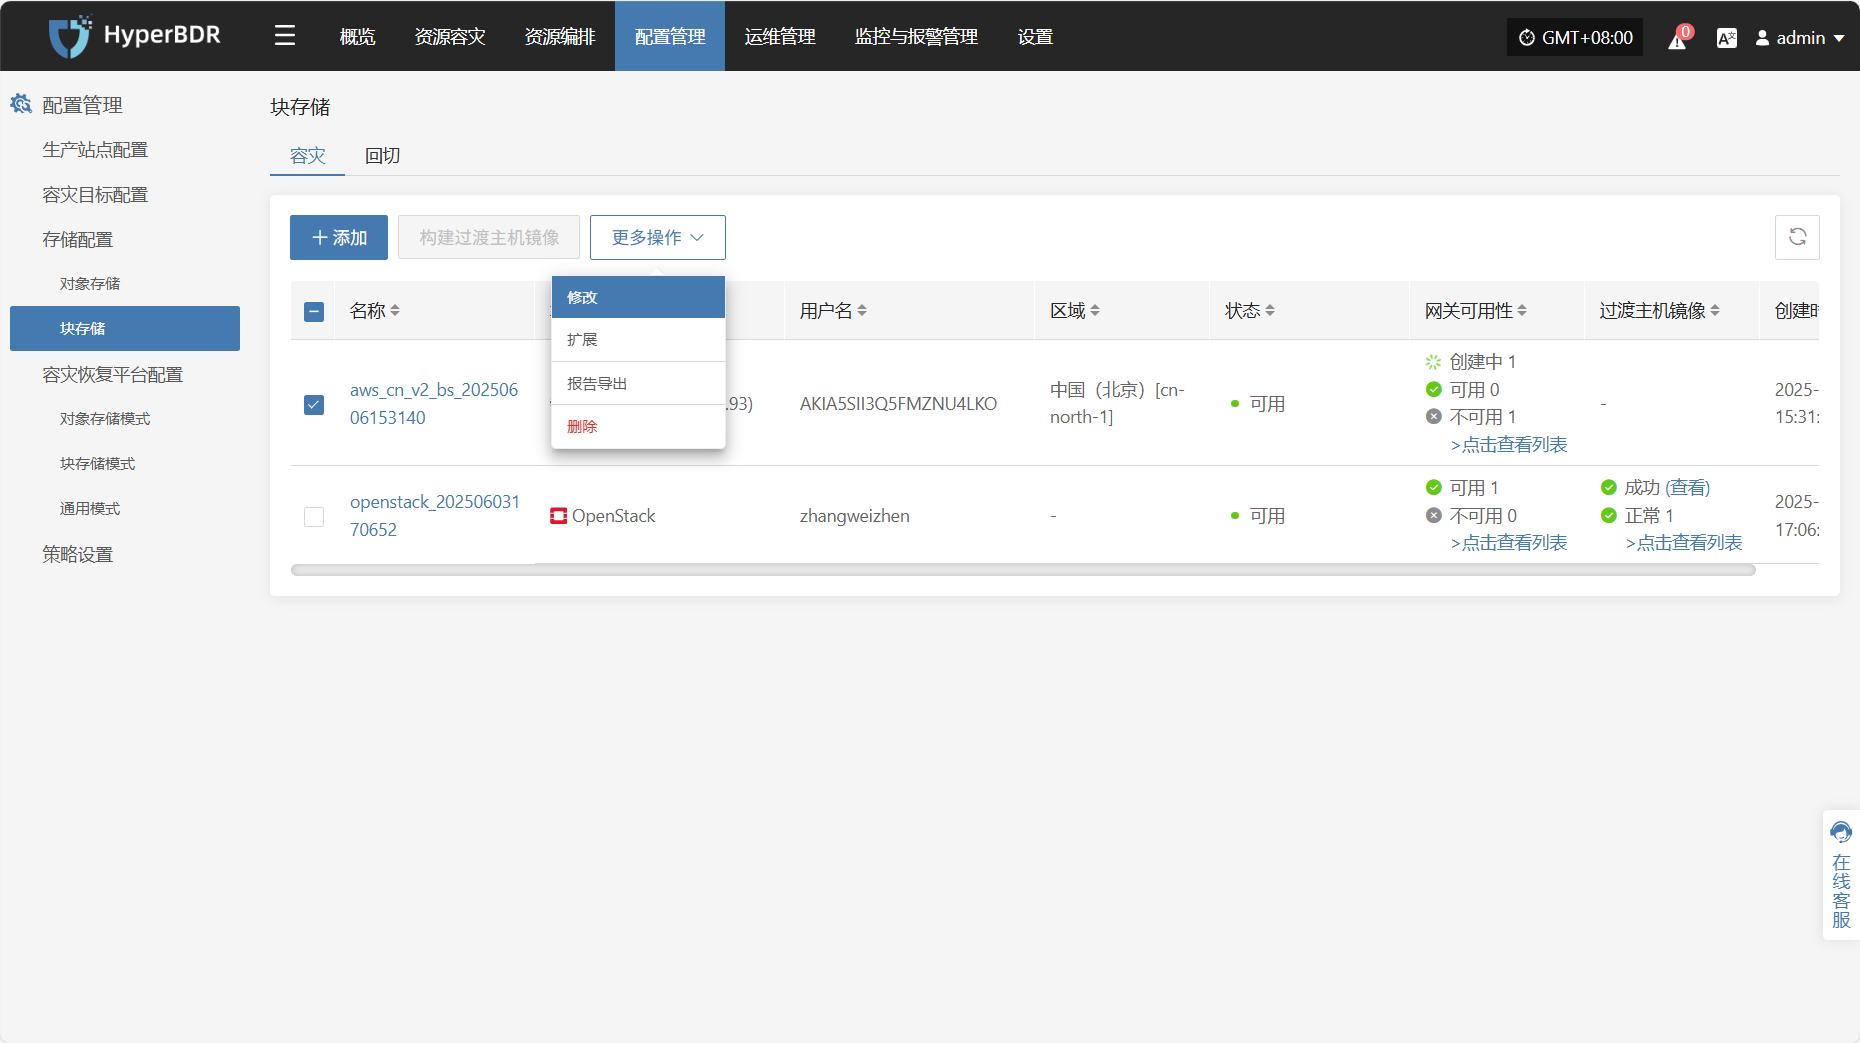 HyperBDR
概览
资源容灾
资源编排
配置管理
运维管理
监控与报警管理
设置
GMT+08:00
0
admin
配置管理
生产站点配置
容灾目标配置
存储配置
对象存储
块存储
容灾恢复平台配置
对象存储模式
块存储模式
通用模式
策略设置
块存储
容灾
回切
添加
构建过渡主机镜像
更多操作
修改
扩展
报告导出
删除
名称
用户名
区域
状态
网关可用性
过渡主机镜像
创建时
aws_cn_v2_bs_202506
06153140
.93)
AKIA5SII3Q5FMZNU4LKO
中国（北京）[cn-
north-1]
可用
创建中 1
可用 0
不可用 1
>点击查看列表
-
2025-
15:31:
openstack_202506031
70652
OpenStack
zhangweizhen
-
可用
可用 1
不可用 0
>点击查看列表
成功 (查看)
正常 1
>点击查看列表
2025-
17:06:
在线客服